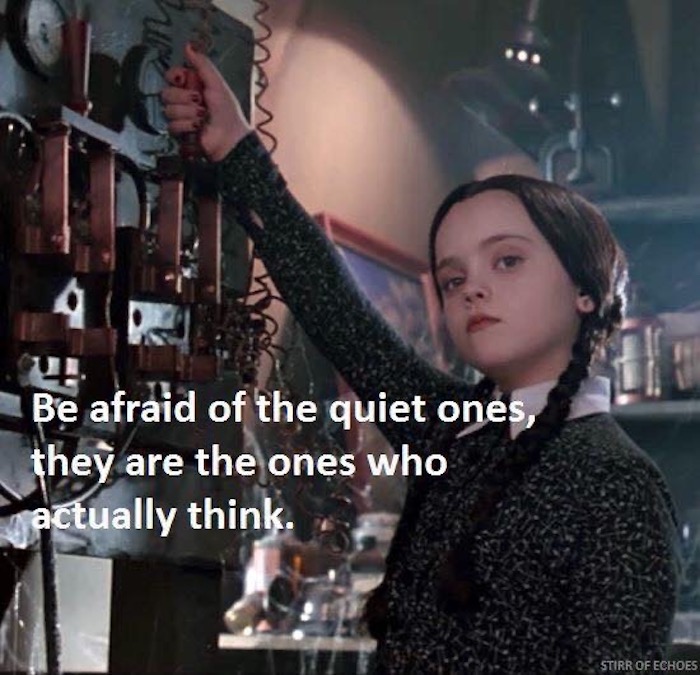 Be afraid of the quiet ones,
they are the ones who
actually think.
STIRR OF ECHOES